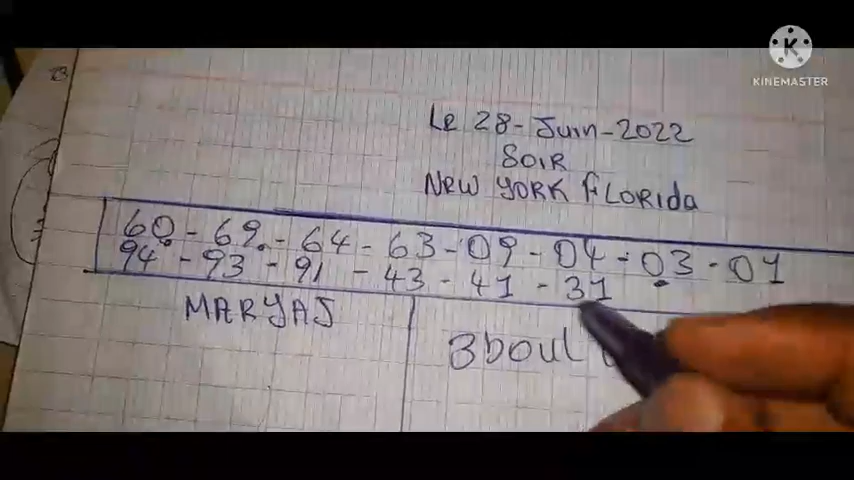 KINEMASTER
Le 28-Juin-2022
SOIR
NEW YORK FLORIDA
60-69-64-63-09-04-03-01
94-93-91-43-41-31
MARYAJ
3boul